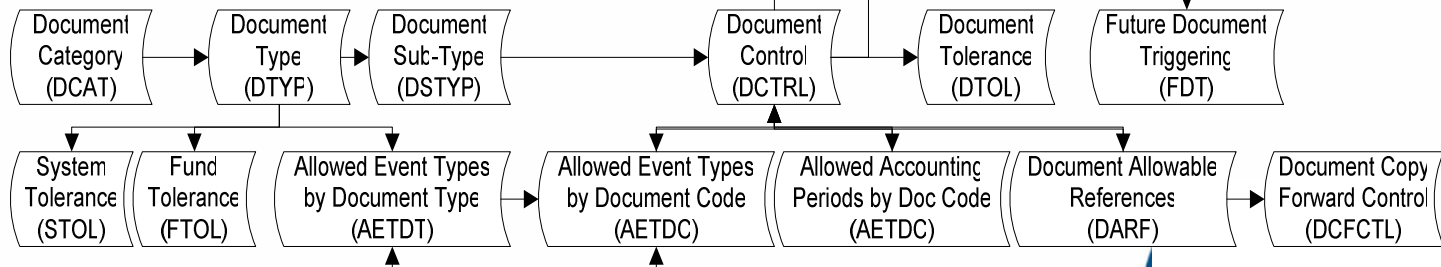 Document
Category
(DCAT)
Document
Type
(DTYP)
Document
Sub-Type
(DSTYP)
Document
Control
(DCTRL)
Document
Tolerance
(DTOL)
Future Document
Triggering
(FDT)
System
Tolerance
(STOL)
Fund
Tolerance
(FTOL)
Allowed Event Types
by Document Type
(AETDT)
Allowed Event Types
by Document Code
(AETDC)
Allowed Accounting
Periods by Doc Code
(AETDC)
Document Allowable
References
(DARF)
Document Copy
Forward Control
(DCFCTL)